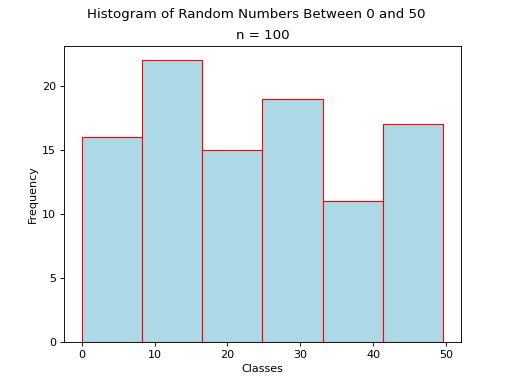 Histogram of Random Numbers Between 0 and 50
n = 100
20
15
10
5
0
Frequency
0 10 20 30 40 50
Classes